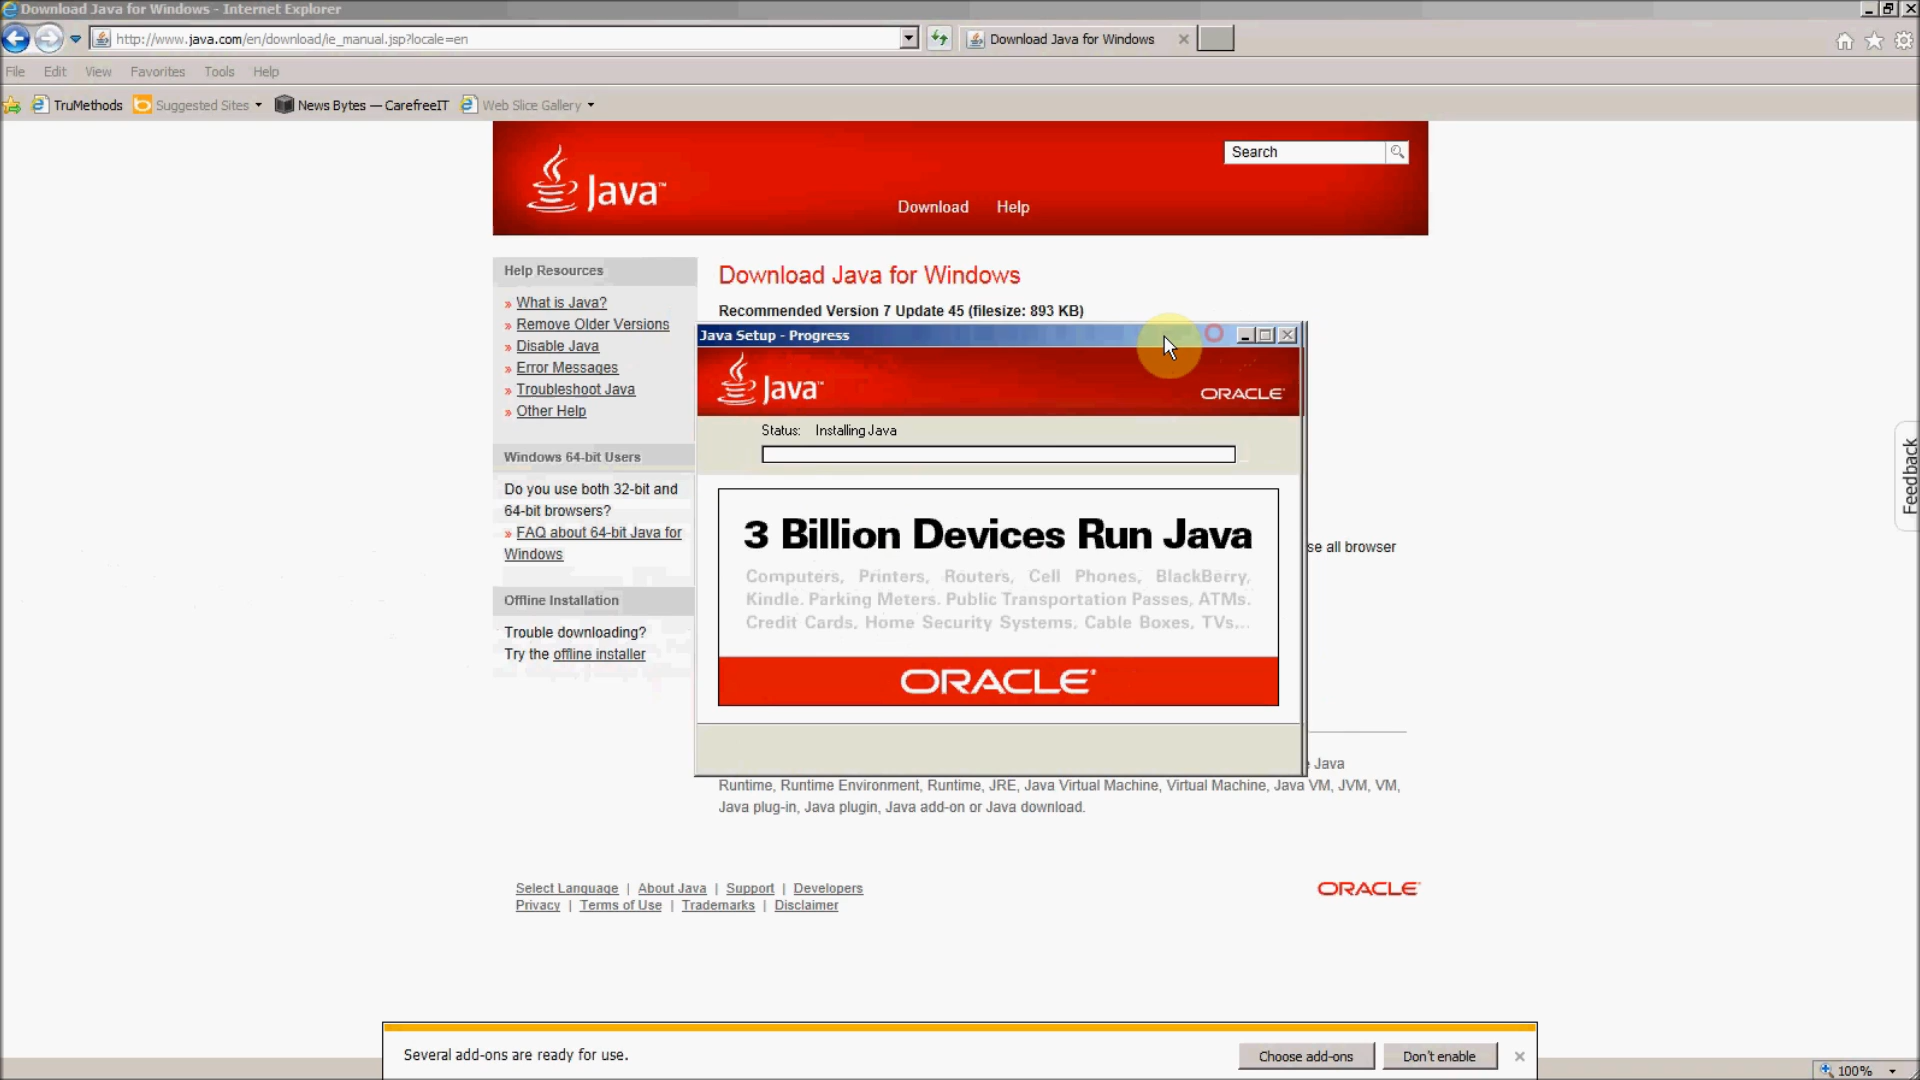 Download Java for Windows - Internet Explorer
http://www.java.com/en/download/ie_manual.jsp?locale=en
Download Java for Windows
File Edit View Favorites Tools Help
TruMethods Suggested Sites News Bytes — CarefreeIT Web Slice Gallery
Java™
Search
Download Help
Help Resources
» What is Java?
» Remove Older Versions
» Disable Java
» Error Messages
» Troubleshoot Java
» Other Help
Windows 64-bit Users
Do you use both 32-bit and
64-bit browsers?
» FAQ about 64-bit Java for
Windows
Offline Installation
Trouble downloading?
Try the offline installer
Download Java for Windows
Recommended Version 7 Update 45 (filesize: 893 KB)
Java Setup - Progress
Java™
ORACLE®
Status: Installing Java
3 Billion Devices Run Java
Computers, Printers, Routers, Cell Phones, BlackBerry,
Kindle, Parking Meters, Public Transportation Passes, ATMs,
Credit Cards, Home Security Systems, Cable Boxes, TVs...
ORACLE®
all browser
Java
Runtime, Runtime Environment, Runtime, JRE, Java Virtual Machine, Virtual Machine, Java VM, JVM, VM,
Java plug-in, Java plugin, Java add-on or Java download.
Select Language | About Java | Support | Developers
Privacy | Terms of Use | Trademarks | Disclaimer
ORACLE®
Feedback
Several add-ons are ready for use.
Choose add-ons
Don't enable
100%